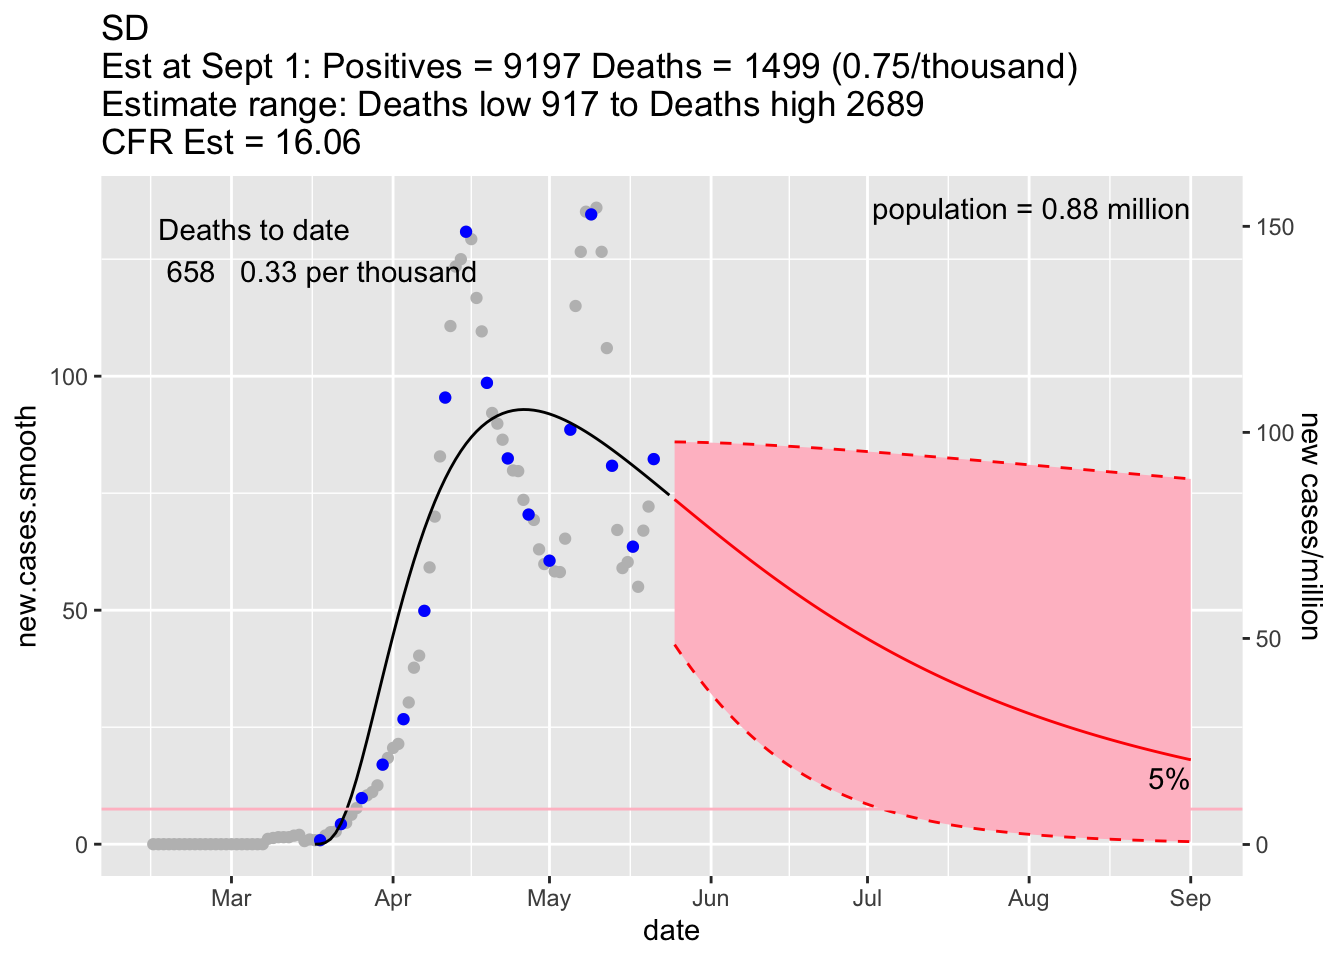 SD
Est at Sept 1: Positives = 9197 Deaths = 1499 (0.75/thousand)
Estimate range: Deaths low 917 to Deaths high 2689
CFR Est = 16.06
Deaths to date
658   0.33 per thousand
population = 0.88 million
100
50
0
new.cases.smooth
150
100
50
0
new cases/million
5%
Mar Apr May Jun Jul Aug Sep
date